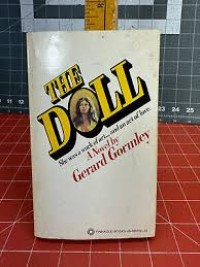 THE
DOLL
She was a work of art... and an act of love.
A Novel by
Gerard Gormley